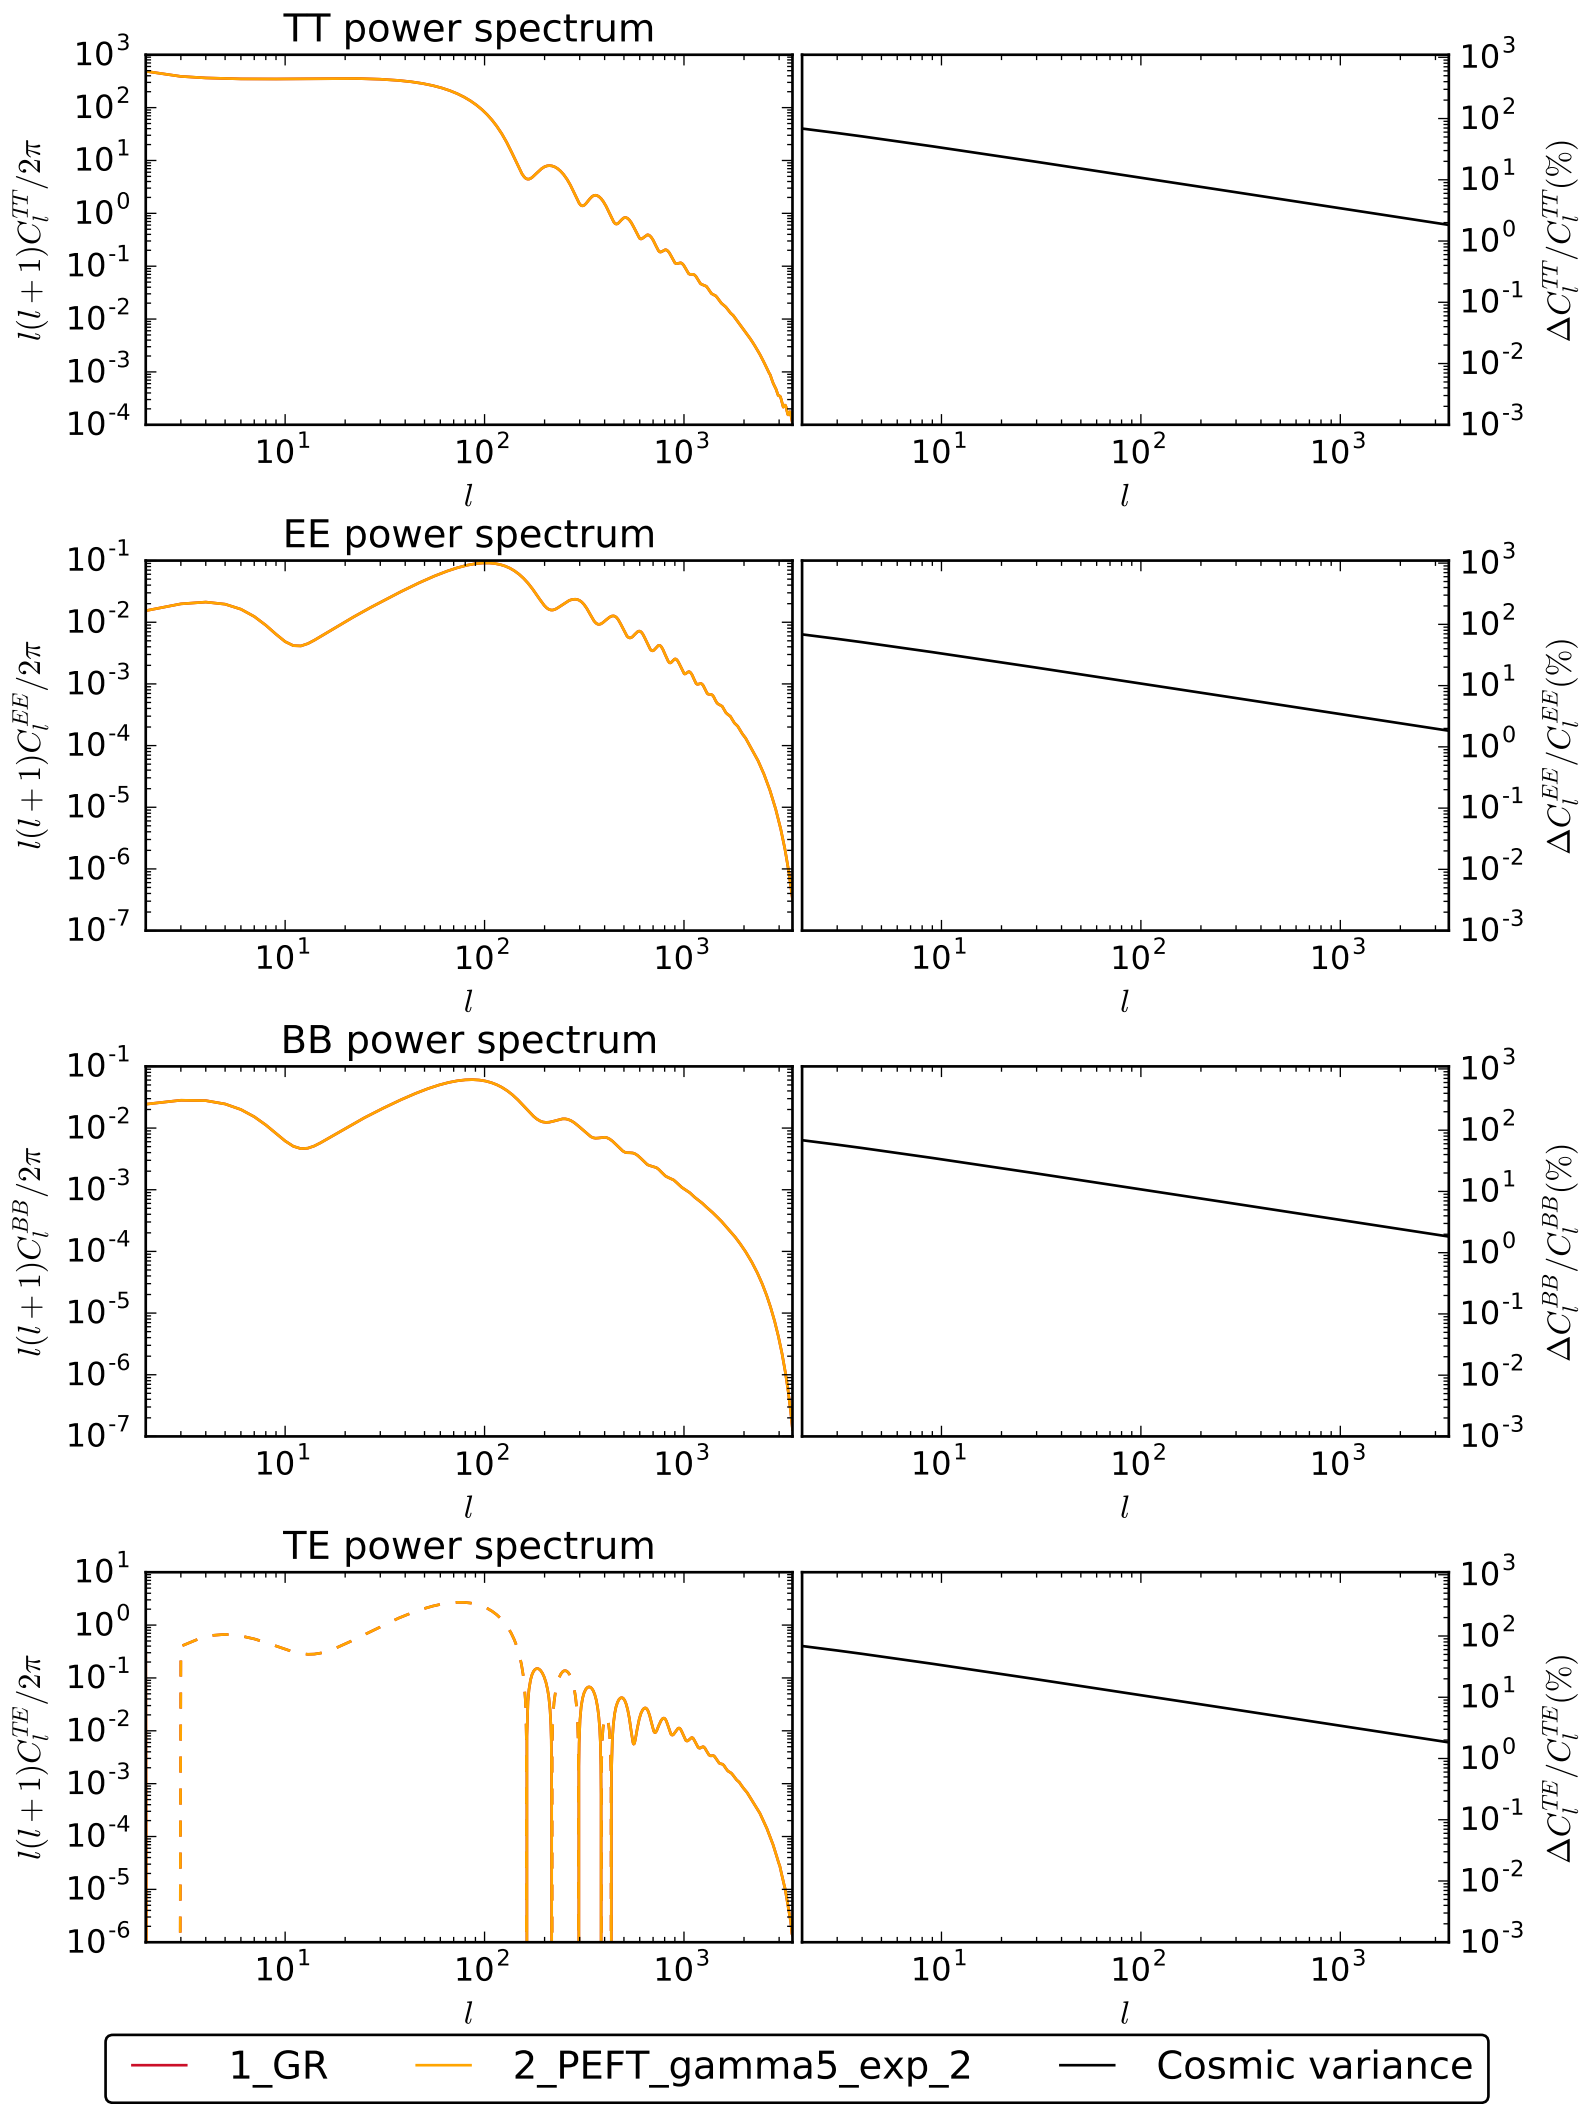 TT power spectrum
10^3
10^2
10^1
10^0
10^-1
10^-2
10^-3
10^-4
l(l+1)C_l^{TT}/2π
10^1 10^2 10^3
l
10^1 10^2 10^3
l
10^3
10^2
10^1
10^0
10^-1
10^-2
10^-3
ΔC_l^{TT}/C_l^{TT}(%)
EE power spectrum
10^-1
10^-2
10^-3
10^-4
10^-5
10^-6
10^-7
l(l+1)C_l^{EE}/2π
10^1 10^2 10^3
l
10^1 10^2 10^3
l
10^3
10^2
10^1
10^0
10^-1
10^-2
10^-3
ΔC_l^{EE}/C_l^{EE}(%)
BB power spectrum
10^-1
10^-2
10^-3
10^-4
10^-5
10^-6
10^-7
l(l+1)C_l^{BB}/2π
10^1 10^2 10^3
l
10^1 10^2 10^3
l
10^3
10^2
10^1
10^0
10^-1
10^-2
10^-3
ΔC_l^{BB}/C_l^{BB}(%)
TE power spectrum
10^1
10^0
10^-1
10^-2
10^-3
10^-4
10^-5
10^-6
l(l+1)C_l^{TE}/2π
10^1 10^2 10^3
l
10^1 10^2 10^3
l
10^3
10^2
10^1
10^0
10^-1
10^-2
10^-3
ΔC_l^{TE}/C_l^{TE}(%)
1_GR 2_PEFT_gamma5_exp_2 Cosmic variance